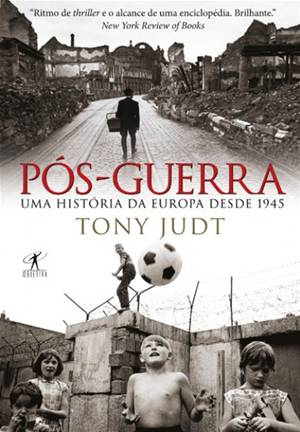 “Ritmo de thriller e o alcance de uma enciclopédia. Brilhante.”
New York Review of Books
PÓS-GUERRA
UMA HISTÓRIA DA EUROPA DESDE 1945
TONY JUDT
OBJETIVA